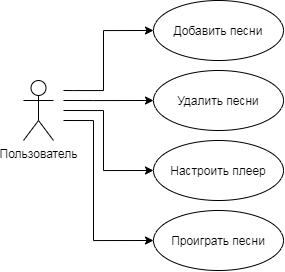 Добавить песни
Удалить песни
Пользователь
Настроить плеер
Проиграть песни